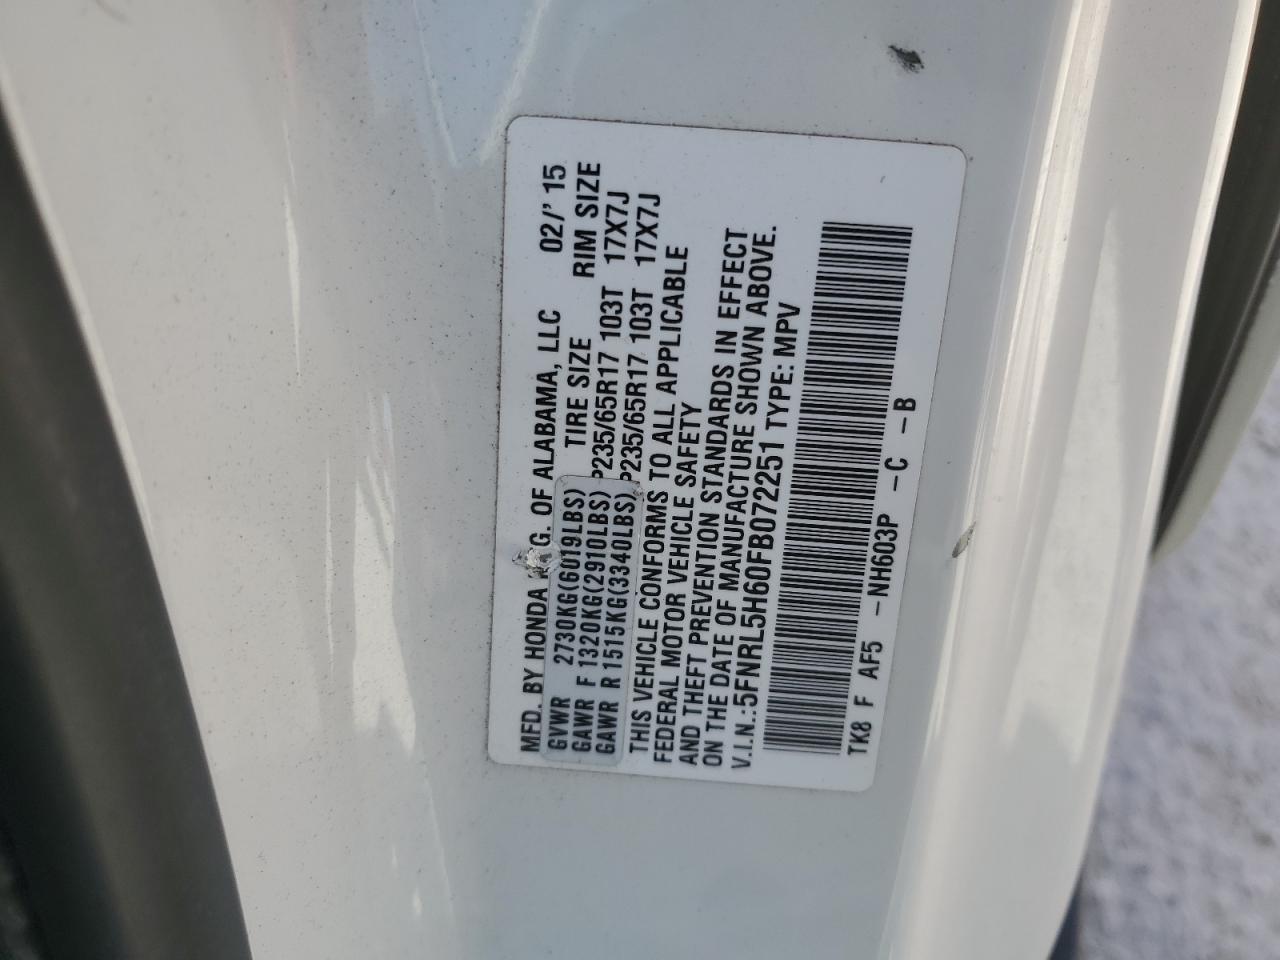 MFD. BY HONDA G. OF ALABAMA, LLC 02/'15
GVWR 2730KG(6019LBS) TIRE SIZE RIM SIZE
GAWR F 1320KG(2910LBS) P235/65R17 103T 17X7J
GAWR R 1515KG(3340LBS) P235/65R17 103T 17X7J
THIS VEHICLE CONFORMS TO ALL APPLICABLE
FEDERAL MOTOR VEHICLE SAFETY
AND THEFT PREVENTION STANDARDS IN EFFECT
ON THE DATE OF MANUFACTURE SHOWN ABOVE.
V.I.N.:5FNRL5H60FB072251 TYPE: MPV
TK8 F AF5 -NH603P -C -B